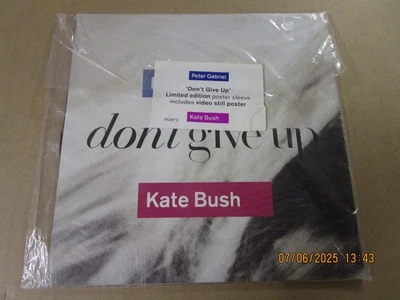 Peter Gabriel
'Don't Give Up'
Limited edition poster sleeve
includes video still poster
Kate Bush
don't give up
Kate Bush
07/06/2025 13:43